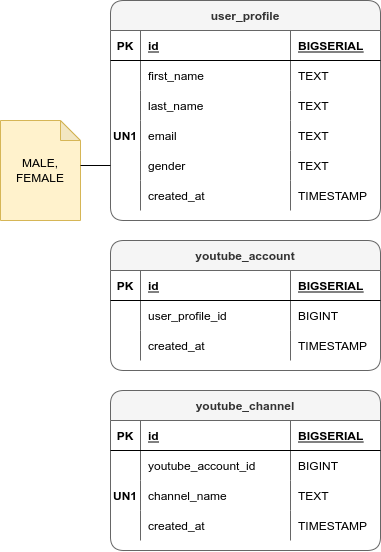 user_profile
PK id BIGSERIAL
first_name TEXT
last_name TEXT
UN1 email TEXT
gender TEXT
created_at TIMESTAMP
MALE,
FEMALE
youtube_account
PK id BIGSERIAL
user_profile_id BIGINT
created_at TIMESTAMP
youtube_channel
PK id BIGSERIAL
youtube_account_id BIGINT
UN1 channel_name TEXT
created_at TIMESTAMP